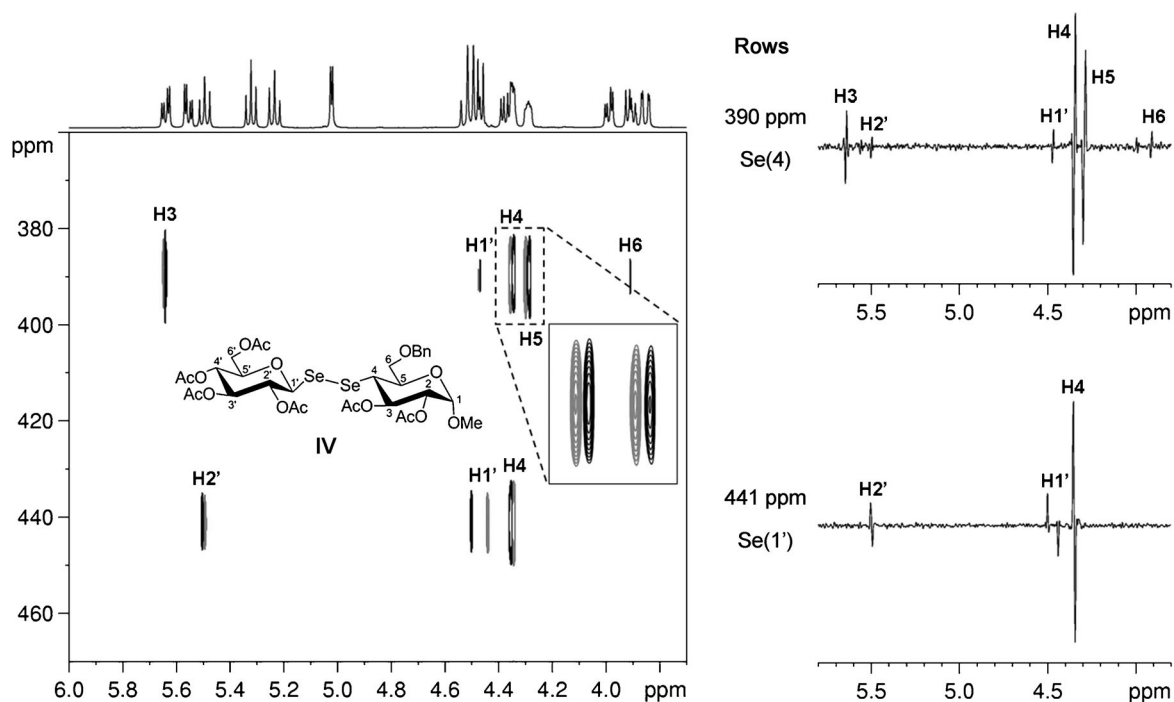 ppm
380
400
420
440
460
6.0 5.8 5.6 5.4 5.2 5.0 4.8 4.6 4.4 4.2 4.0 ppm
H3
H1' H4 H6
H5
H2' H1' H4
6' OAc
4' O
AcO 5' 2' 1' Se
AcO 3' OAc
Se
OBn
6
4 5 O
2
AcO 3 AcO 1
OMe
IV
Rows
390 ppm
Se(4)
H3
H2'
H4
H5
H1'
H6
5.5 5.0 4.5 ppm
441 ppm
Se(1')
H2'
H1'
H4
5.5 5.0 4.5 ppm